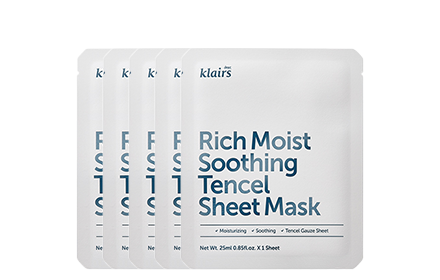 klairs
Rich Moist
Soothing
Tencel
Sheet Mask
✓ Moisturizing ✓ Soothing ✓ Tencel Gauze Sheet
Net Wt. 25ml 0.85fl.oz. X 1 Sheet